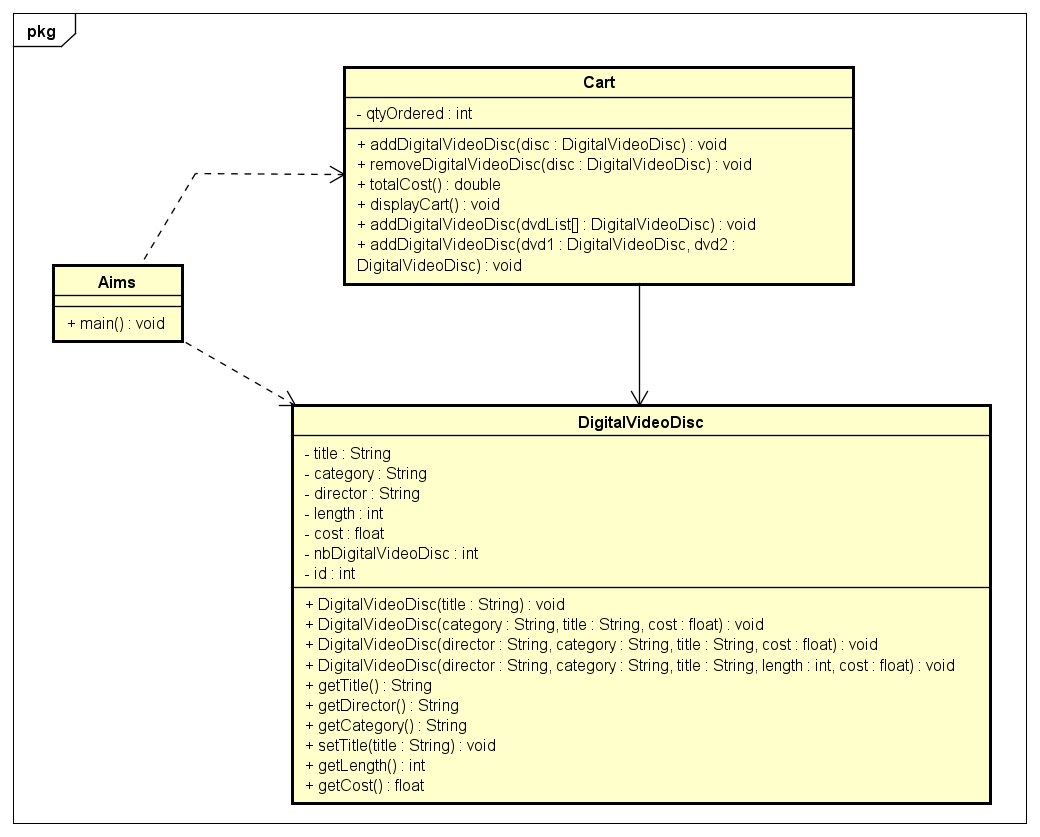 pkg
Cart
- qtyOrdered : int
+ addDigitalVideoDisc(disc : DigitalVideoDisc) : void
+ removeDigitalVideoDisc(disc : DigitalVideoDisc) : void
+ totalCost() : double
+ displayCart() : void
+ addDigitalVideoDisc(dvdList[] : DigitalVideoDisc) : void
+ addDigitalVideoDisc(dvd1 : DigitalVideoDisc, dvd2 :
DigitalVideoDisc) : void
Aims
+ main() : void
DigitalVideoDisc
- title : String
- category : String
- director : String
- length : int
- cost : float
- nbDigitalVideoDisc : int
- id : int
+ DigitalVideoDisc(title : String) : void
+ DigitalVideoDisc(category : String, title : String, cost : float) : void
+ DigitalVideoDisc(director : String, category : String, title : String, cost : float) : void
+ DigitalVideoDisc(director : String, category : String, title : String, length : int, cost : float) : void
+ getTitle() : String
+ getDirector() : String
+ getCategory() : String
+ setTitle(title : String) : void
+ getLength() : int
+ getCost() : float